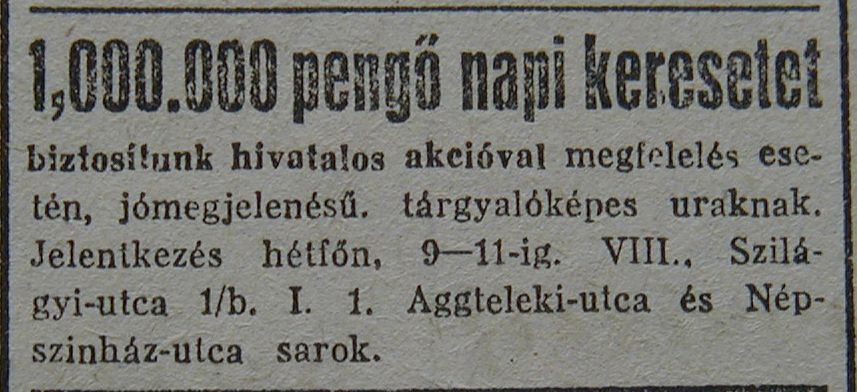 1,000.000 pengő napi keresetet
biztosítunk hivatalos akcióval megfelelés ese-
tén, jómegjelenésű. tárgyalóképes uraknak.
Jelentkezés hétfőn, 9—11-ig. VIII., Szilá-
gyi-utca 1/b. I. 1. Aggteleki-utca és Nép-
szinház-utca sarok.